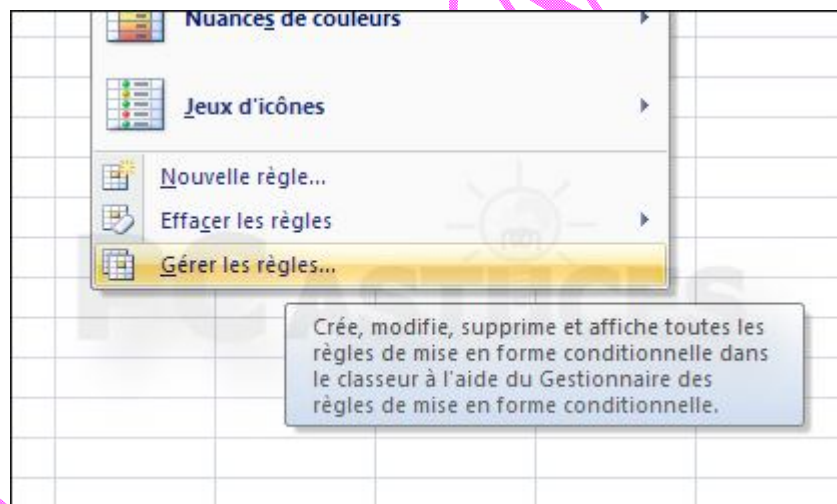 Nuances de couleurs
Jeux d'icônes
Nouvelle règle...
Effacer les règles
Gérer les règles...
PC ASTUCES
Crée, modifie, supprime et affiche toutes les
règles de mise en forme conditionnelle dans
le classeur à l'aide du Gestionnaire des
règles de mise en forme conditionnelle.